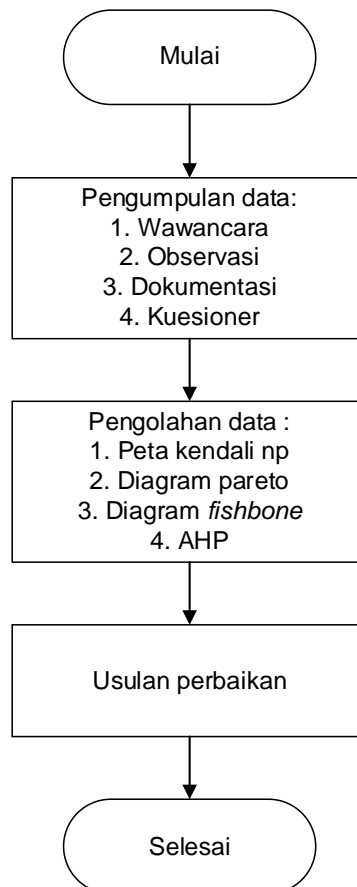 Mulai
Pengumpulan data:
1. Wawancara
2. Observasi
3. Dokumentasi
4. Kuesioner
Pengolahan data :
1. Peta kendali np
2. Diagram pareto
3. Diagram fishbone
4. AHP
Usulan perbaikan
Selesai